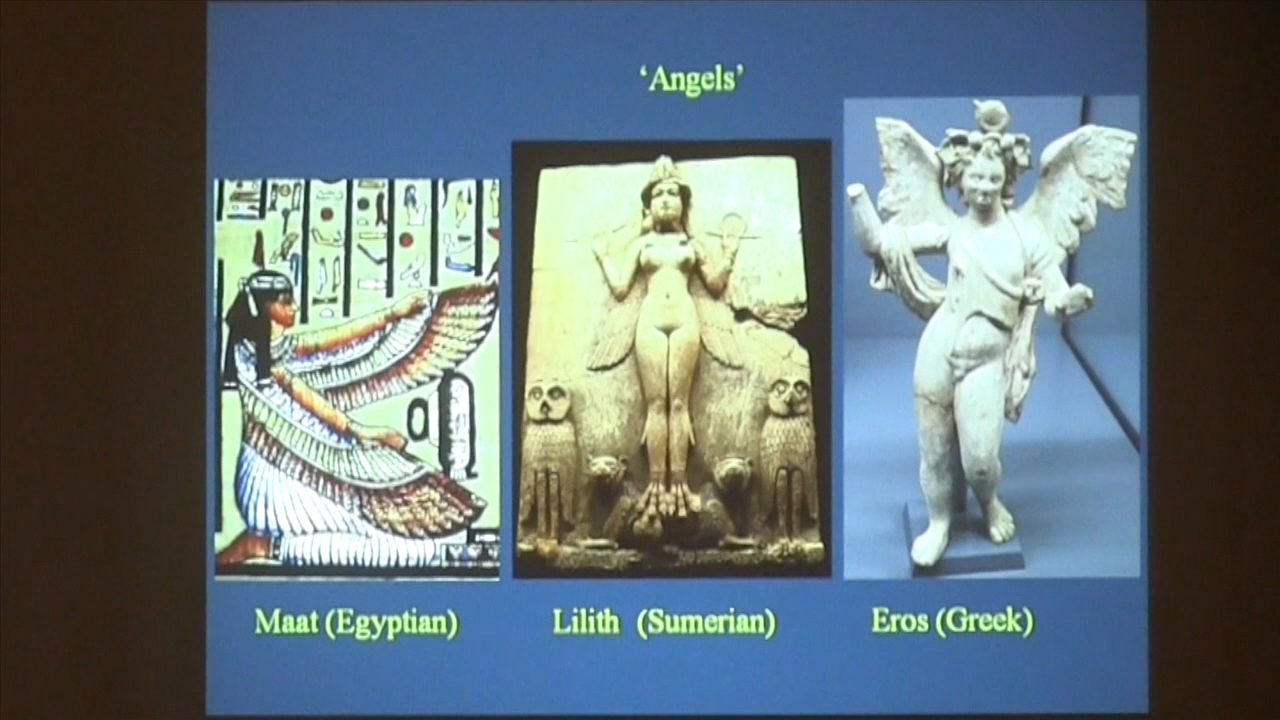 ‘Angels’
Maat (Egyptian)
Lilith (Sumerian)
Eros (Greek)